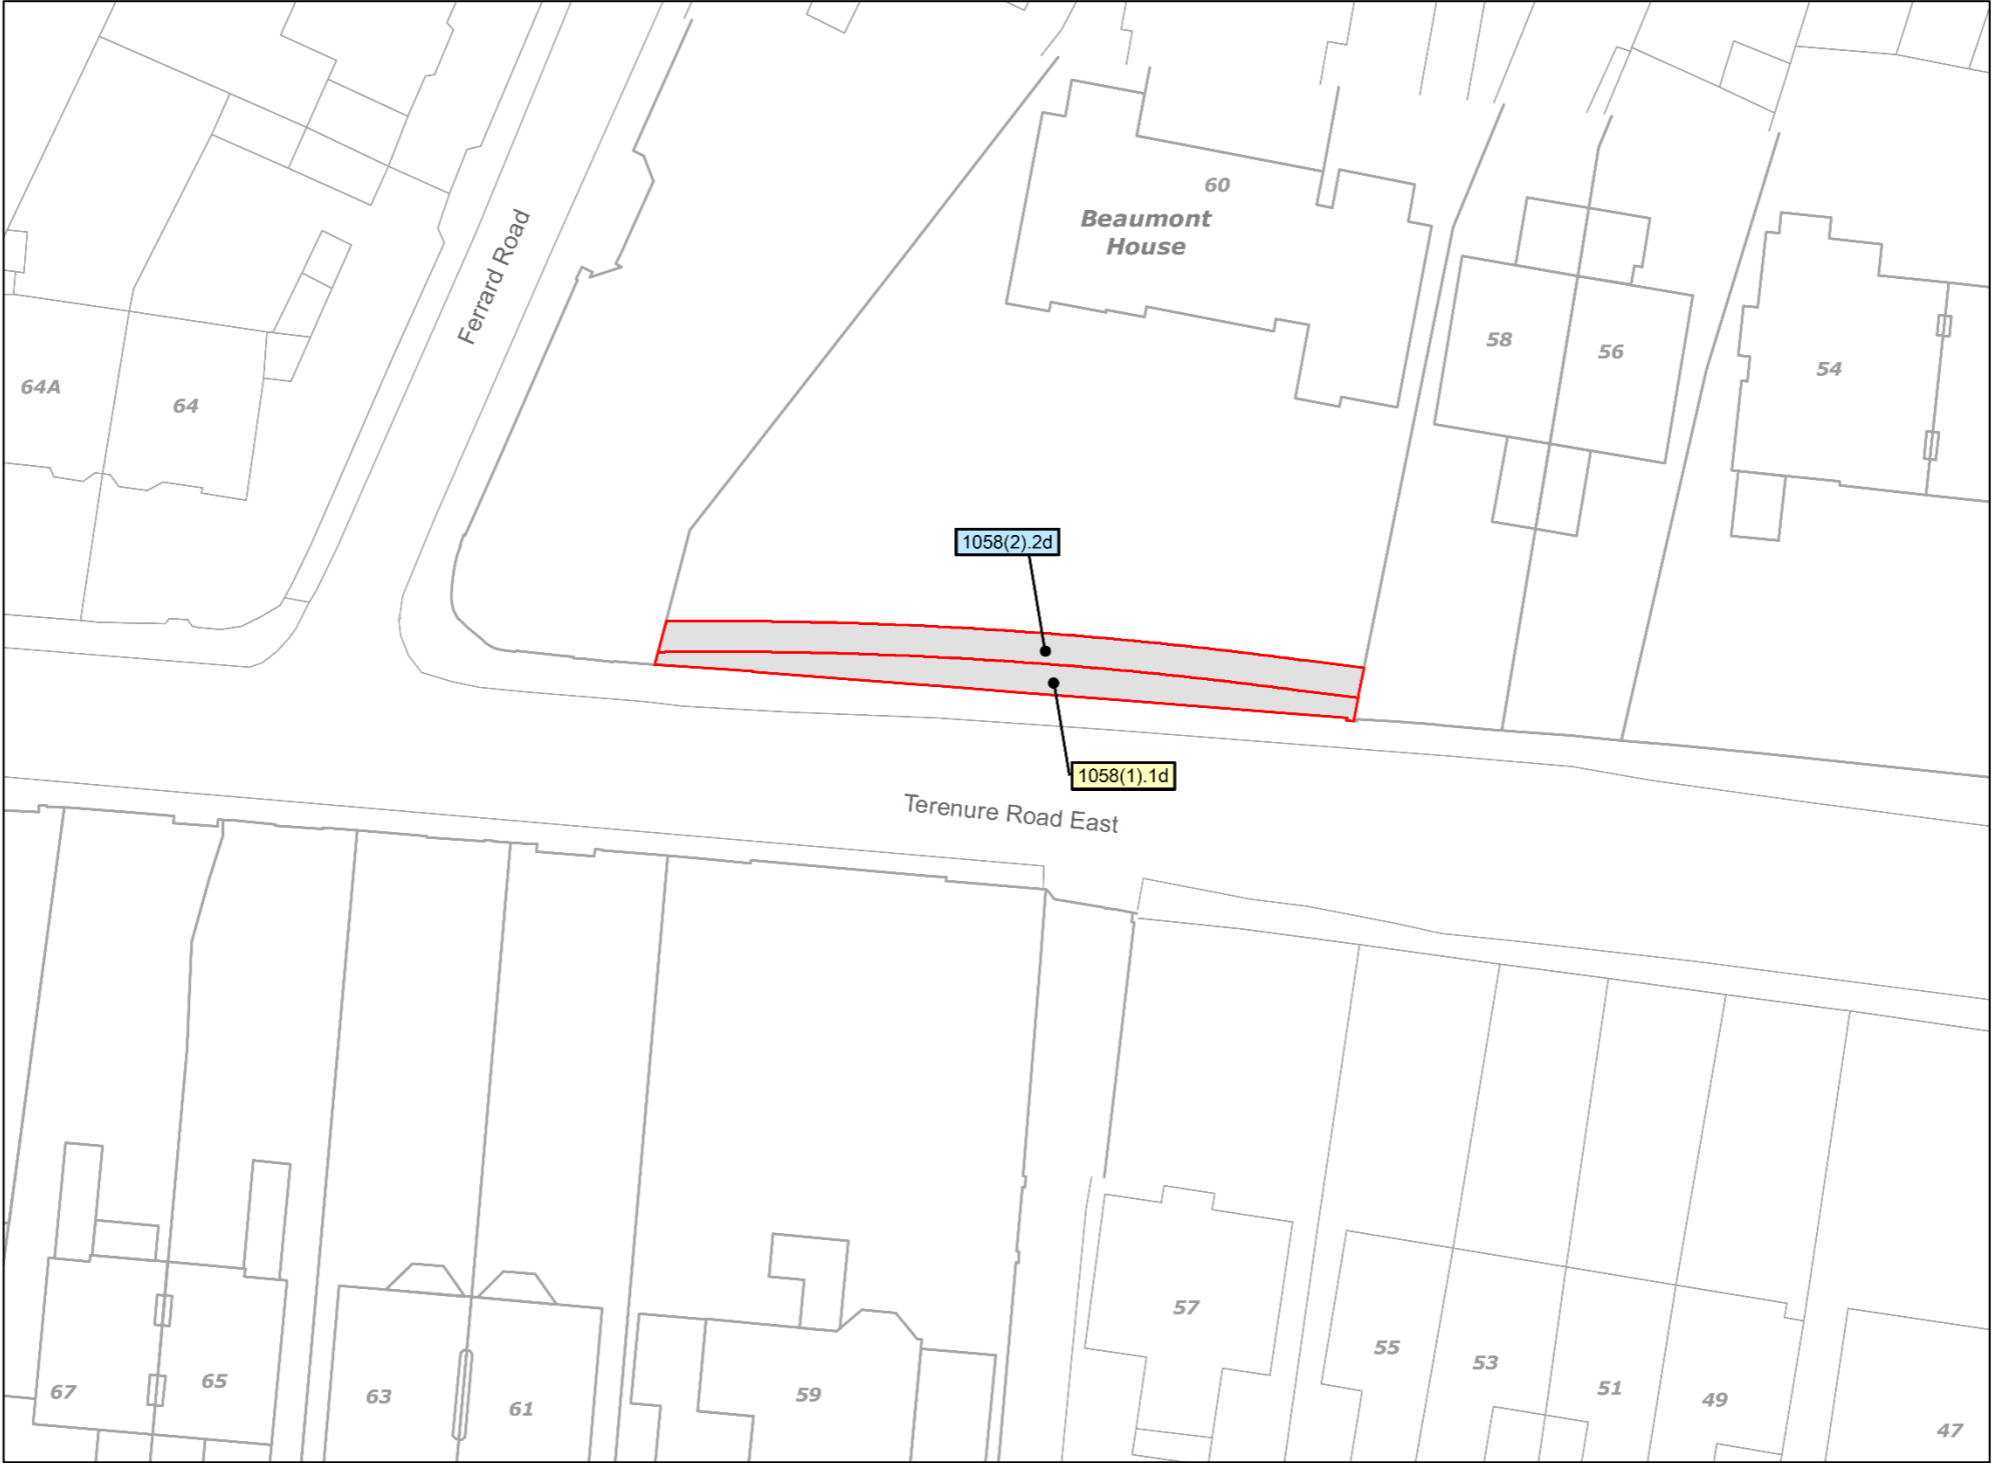 60
Beaumont
House
Ferrard Road
58
56
54
64A
64
1058(2).2d
1058(1).1d
Terenure Road East
57
55
53
51
49
47
67
65
63
61
59